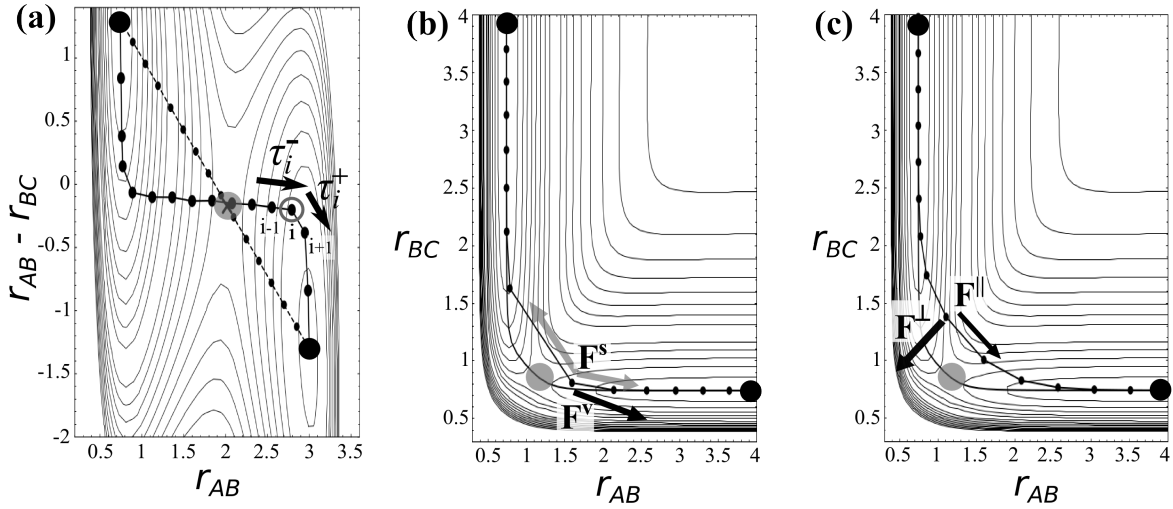 (a)
r_AB - r_BC
1
0.5
0
-0.5
-1
-1.5
-2
τ_i^-
τ_i^+
i-1
i
i+1
0.5 1 1.5 2 2.5 3 3.5
r_AB
(b)
4
3.5
3
2.5
2
1.5
1
0.5
r_BC
F^s
F^v
0.5 1 1.5 2 2.5 3 3.5 4
r_AB
(c)
4
3.5
3
2.5
2
1.5
1
0.5
r_BC
F^⊥
F^||
0.5 1 1.5 2 2.5 3 3.5 4
r_AB